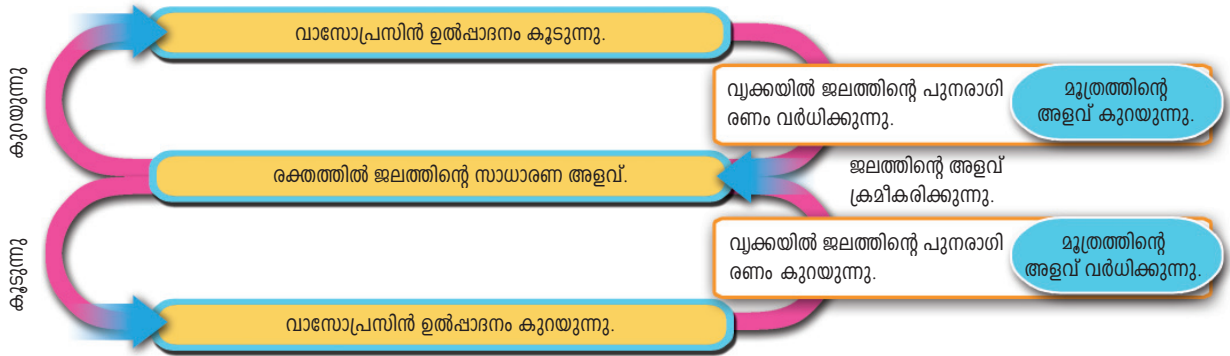 വാസോപ്രസിൻ ഉൽപ്പാദനം കൂടുന്നു.
കുറയുന്നു
വൃക്കയിൽ ജലത്തിന്റെ പുനരാഗി
രണം വർധിക്കുന്നു.
മൂത്രത്തിന്റെ
അളവ് കുറയുന്നു.
രക്തത്തിൽ ജലത്തിന്റെ സാധാരണ അളവ്.
ജലത്തിന്റെ അളവ്
ക്രമീകരിക്കുന്നു.
കൂടുന്നു
വൃക്കയിൽ ജലത്തിന്റെ പുനരാഗി
രണം കുറയുന്നു.
മൂത്രത്തിന്റെ
അളവ് വർധിക്കുന്നു.
വാസോപ്രസിൻ ഉൽപ്പാദനം കുറയുന്നു.